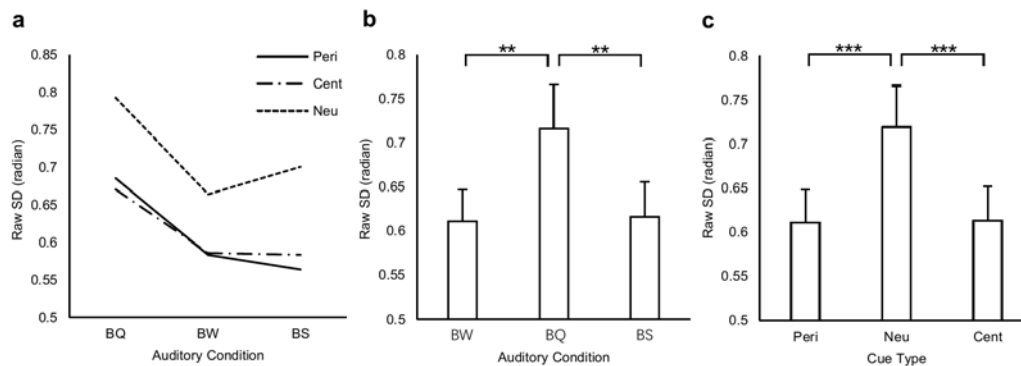 a
0.85
0.8
0.75
0.7
0.65
0.6
0.55
0.5
Raw SD (radian)
Peri
Cent
Neu
BQ BW BS
Auditory Condition
b
** **
0.8
0.75
0.7
0.65
0.6
0.55
0.5
Raw SD (radian)
BW BQ BS
Auditory Condition
c
*** ***
0.8
0.75
0.7
0.65
0.6
0.55
0.5
Raw SD (radian)
Peri Neu Cent
Cue Type